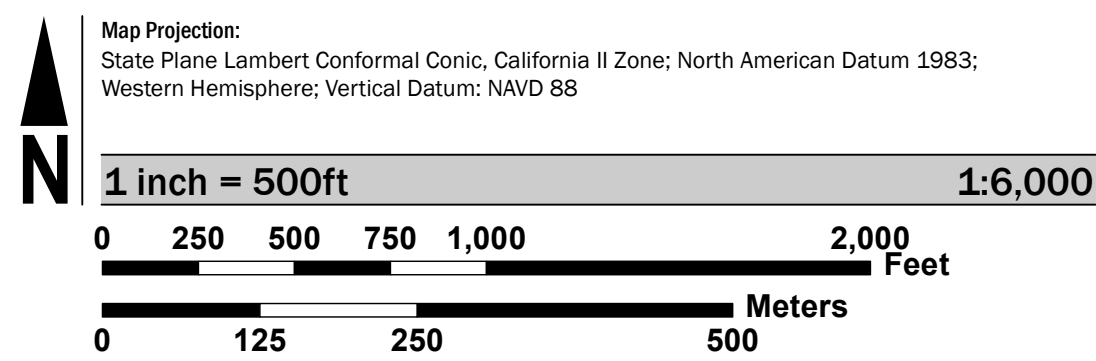 Map Projection:
State Plane Lambert Conformal Conic, California II Zone; North American Datum 1983;
Western Hemisphere; Vertical Datum: NAVD 88
N
1 inch = 500ft 1:6,000
0 250 500 750 1,000 2,000
Feet
Meters
0 125 250 500